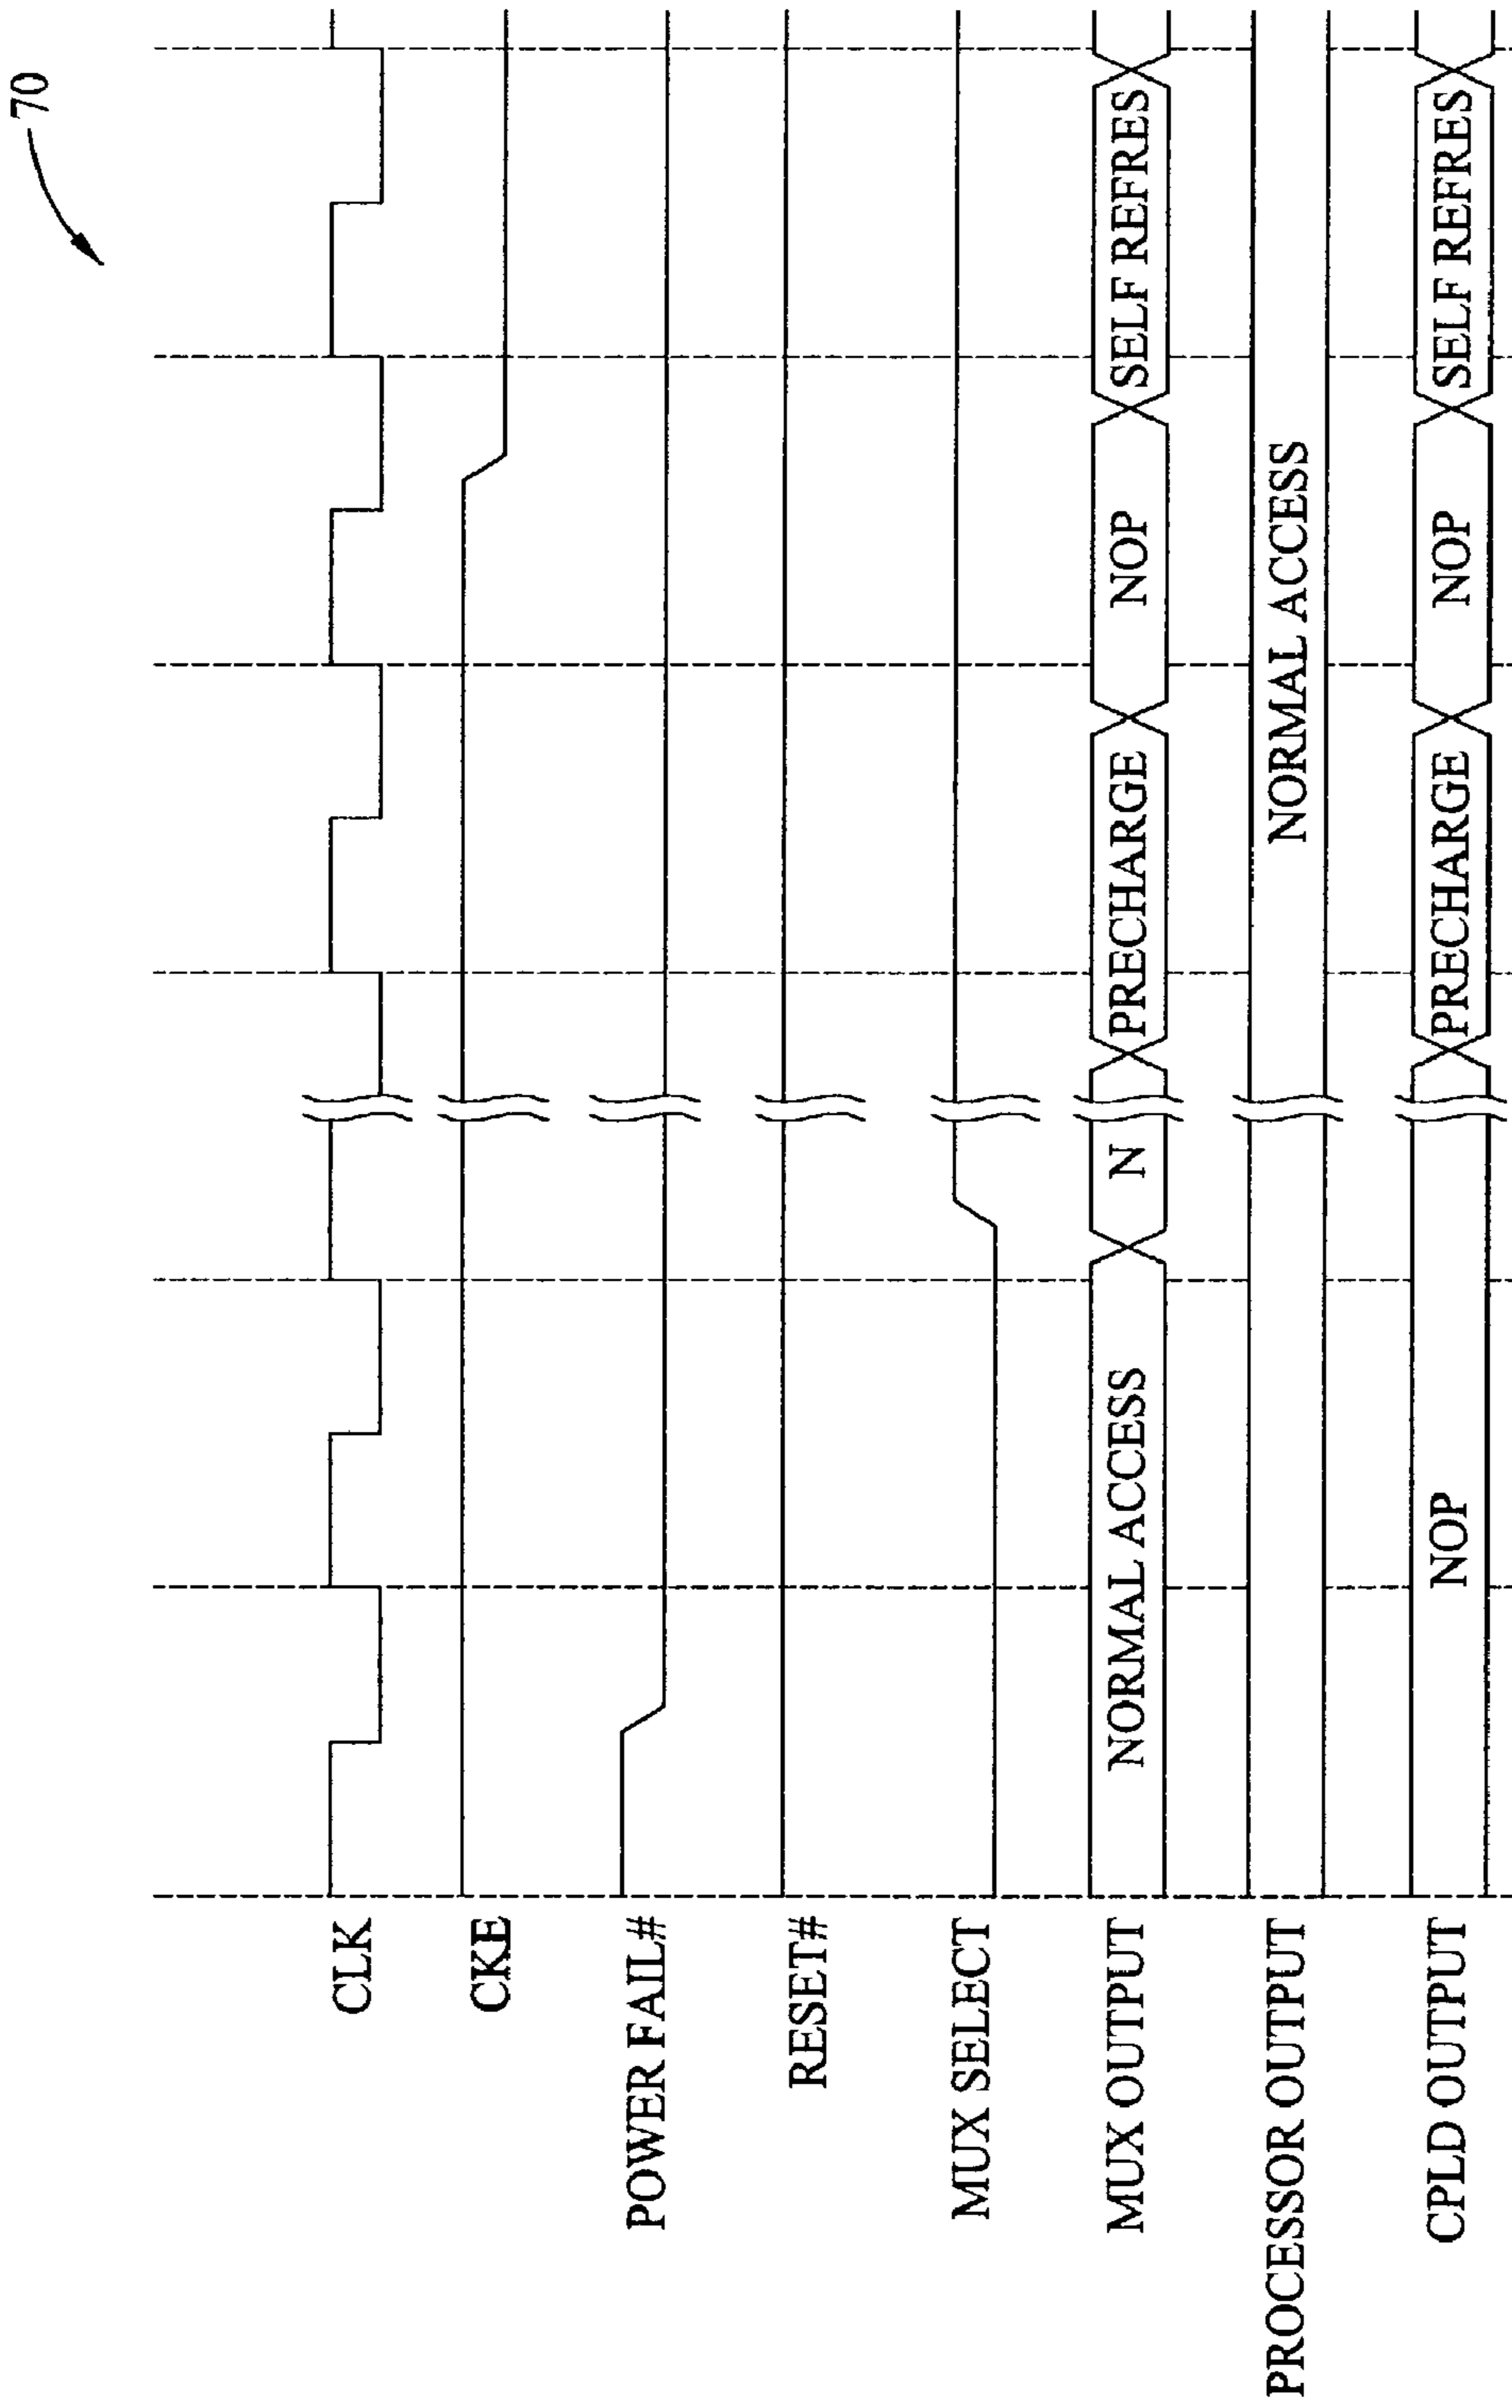 70
CLK
CKE
POWER FAIL#
RESET#
MUX SELECT
MUX OUTPUT
NORMAL ACCESS
N
PRECHARGE
NOP
SELF REFRES
PROCESSOR OUTPUT
NORMAL ACCESS
CPLD OUTPUT
NOP
PRECHARGE
NOP
SELF REFRES